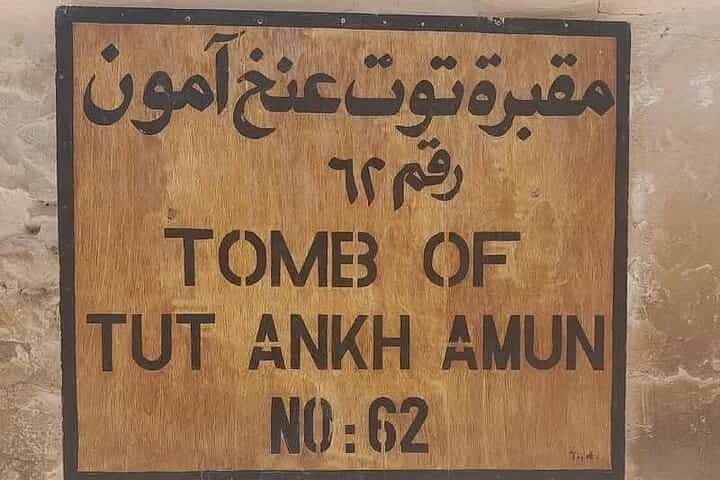 مقبرة توت عنخ آمون
رقم ٦٢
TOMB OF
TUT ANKH AMUN
NO: 62